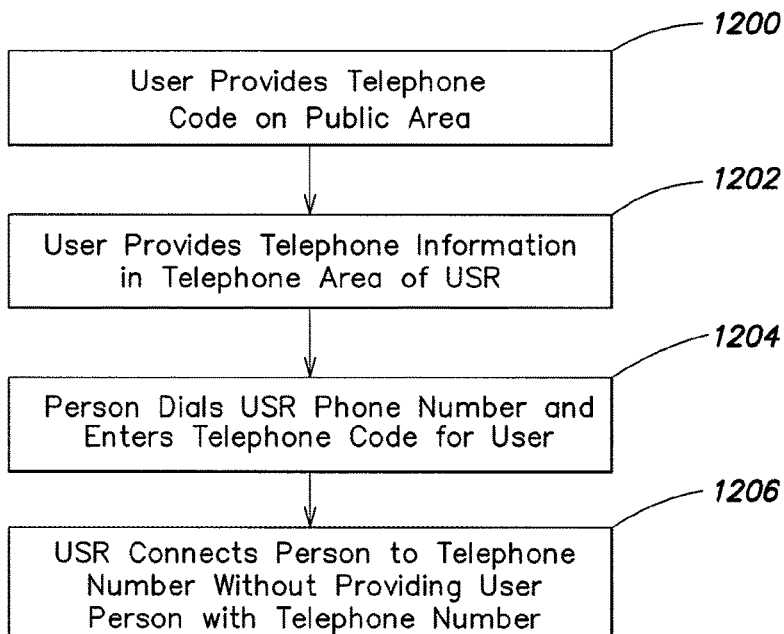 1200
User Provides Telephone
Code on Public Area
1202
User Provides Telephone Information
in Telephone Area of USR
1204
Person Dials USR Phone Number and
Enters Telephone Code for User
1206
USR Connects Person to Telephone
Number Without Providing User
Person with Telephone Number